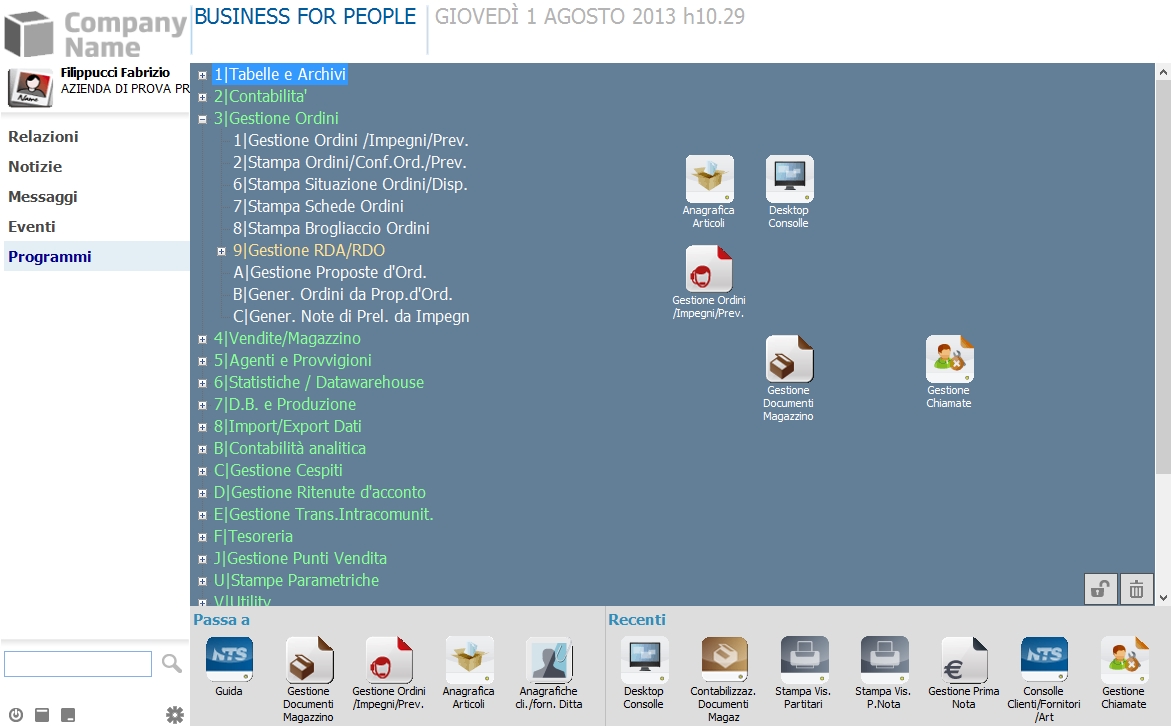 Company
Name
BUSINESS FOR PEOPLE
GIOVEDÌ 1 AGOSTO 2013 h10.29
Filippucci Fabrizio
AZIENDA DI PROVA PR
Relazioni
Notizie
Messaggi
Eventi
Programmi
1|Tabelle e Archivi
2|Contabilita'
3|Gestione Ordini
1|Gestione Ordini /Impegni/Prev.
2|Stampa Ordini/Conf.Ord./Prev.
6|Stampa Situazione Ordini/Disp.
7|Stampa Schede Ordini
8|Stampa Brogliaccio Ordini
9|Gestione RDA/RDO
A|Gestione Proposte d'Ord.
B|Gener. Ordini da Prop.d'Ord.
C|Gener. Note di Prel. da Impegn
4|Vendite/Magazzino
5|Agenti e Provvigioni
6|Statistiche / Datawarehouse
7|D.B. e Produzione
8|Import/Export Dati
B|Contabilità analitica
C|Gestione Cespiti
D|Gestione Ritenute d'acconto
E|Gestione Trans.Intracomunit.
F|Tesoreria
J|Gestione Punti Vendita
U|Stampe Parametriche
V|Utility
Anagrafica
Articoli
Desktop
Consolle
Gestione Ordini
/Impegni/Prev.
Gestione
Documenti
Magazzino
Gestione
Chiamate
Passa a
NTS
Guida
Gestione
Documenti
Magazzino
Gestione Ordini
/Impegni/Prev.
Anagrafica
Articoli
Anagrafiche
cli./forn. Ditta
Recenti
Desktop
Consolle
Contabilizzaz.
Documenti
Magaz
Stampa Vis.
Partitari
Stampa Vis.
P.Nota
€
Gestione Prima
Nota
NTS
Consolle
Clienti/Fornitori
/Art
Gestione
Chiamate